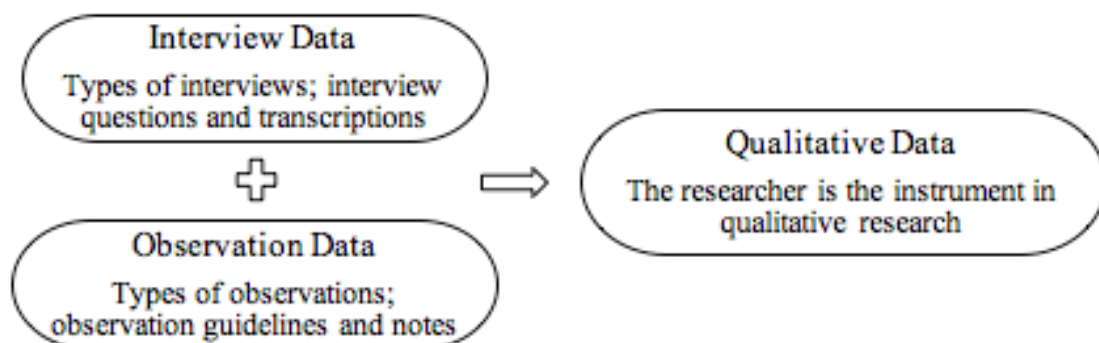 Interview Data
Types of interviews; interview
questions and transcriptions
Observation Data
Types of observations;
observation guidelines and notes
Qualitative Data
The researcher is the instrument in
qualitative research